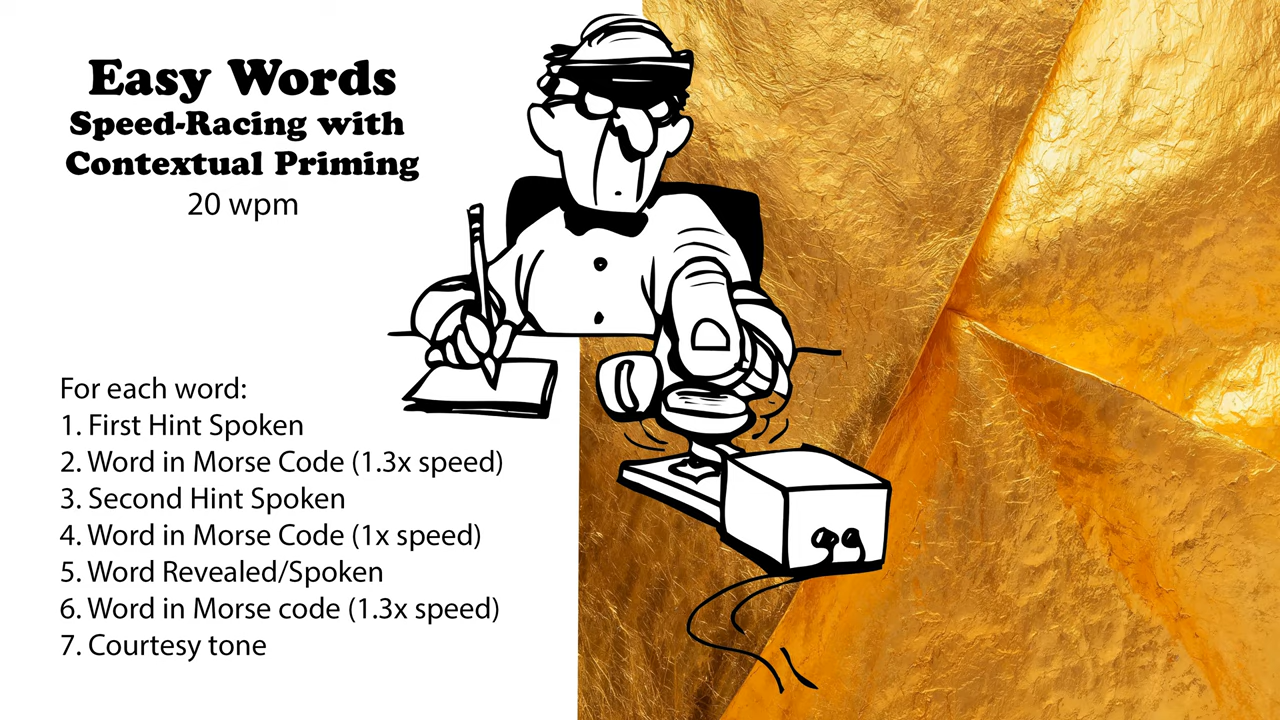 Easy Words
Speed-Racing with
Contextual Priming
20 wpm
For each word:
1. First Hint Spoken
2. Word in Morse Code (1.3x speed)
3. Second Hint Spoken
4. Word in Morse Code (1x speed)
5. Word Revealed/Spoken
6. Word in Morse code (1.3x speed)
7. Courtesy tone